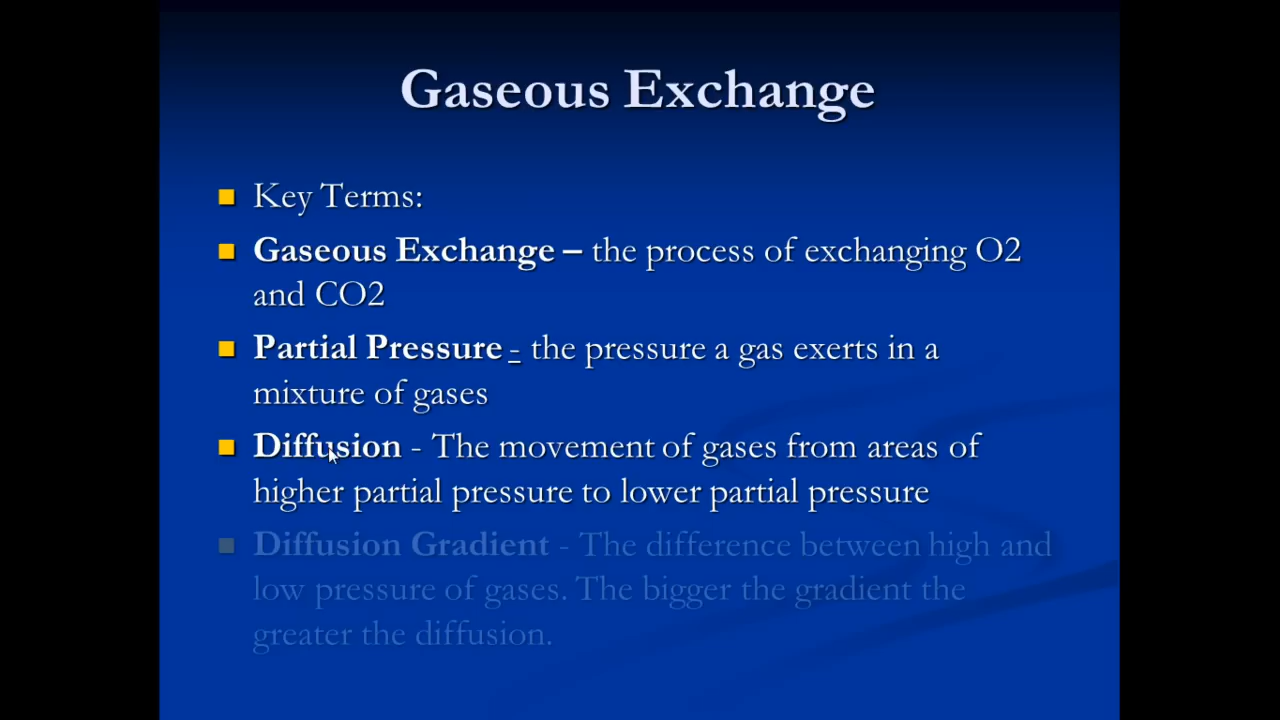 Gaseous Exchange
Key Terms:
Gaseous Exchange – the process of exchanging O2
and CO2
Partial Pressure - the pressure a gas exerts in a
mixture of gases
Diffusion - The movement of gases from areas of
higher partial pressure to lower partial pressure
Diffusion Gradient - The difference between high and
low pressure of gases. The bigger the gradient the
greater the diffusion.